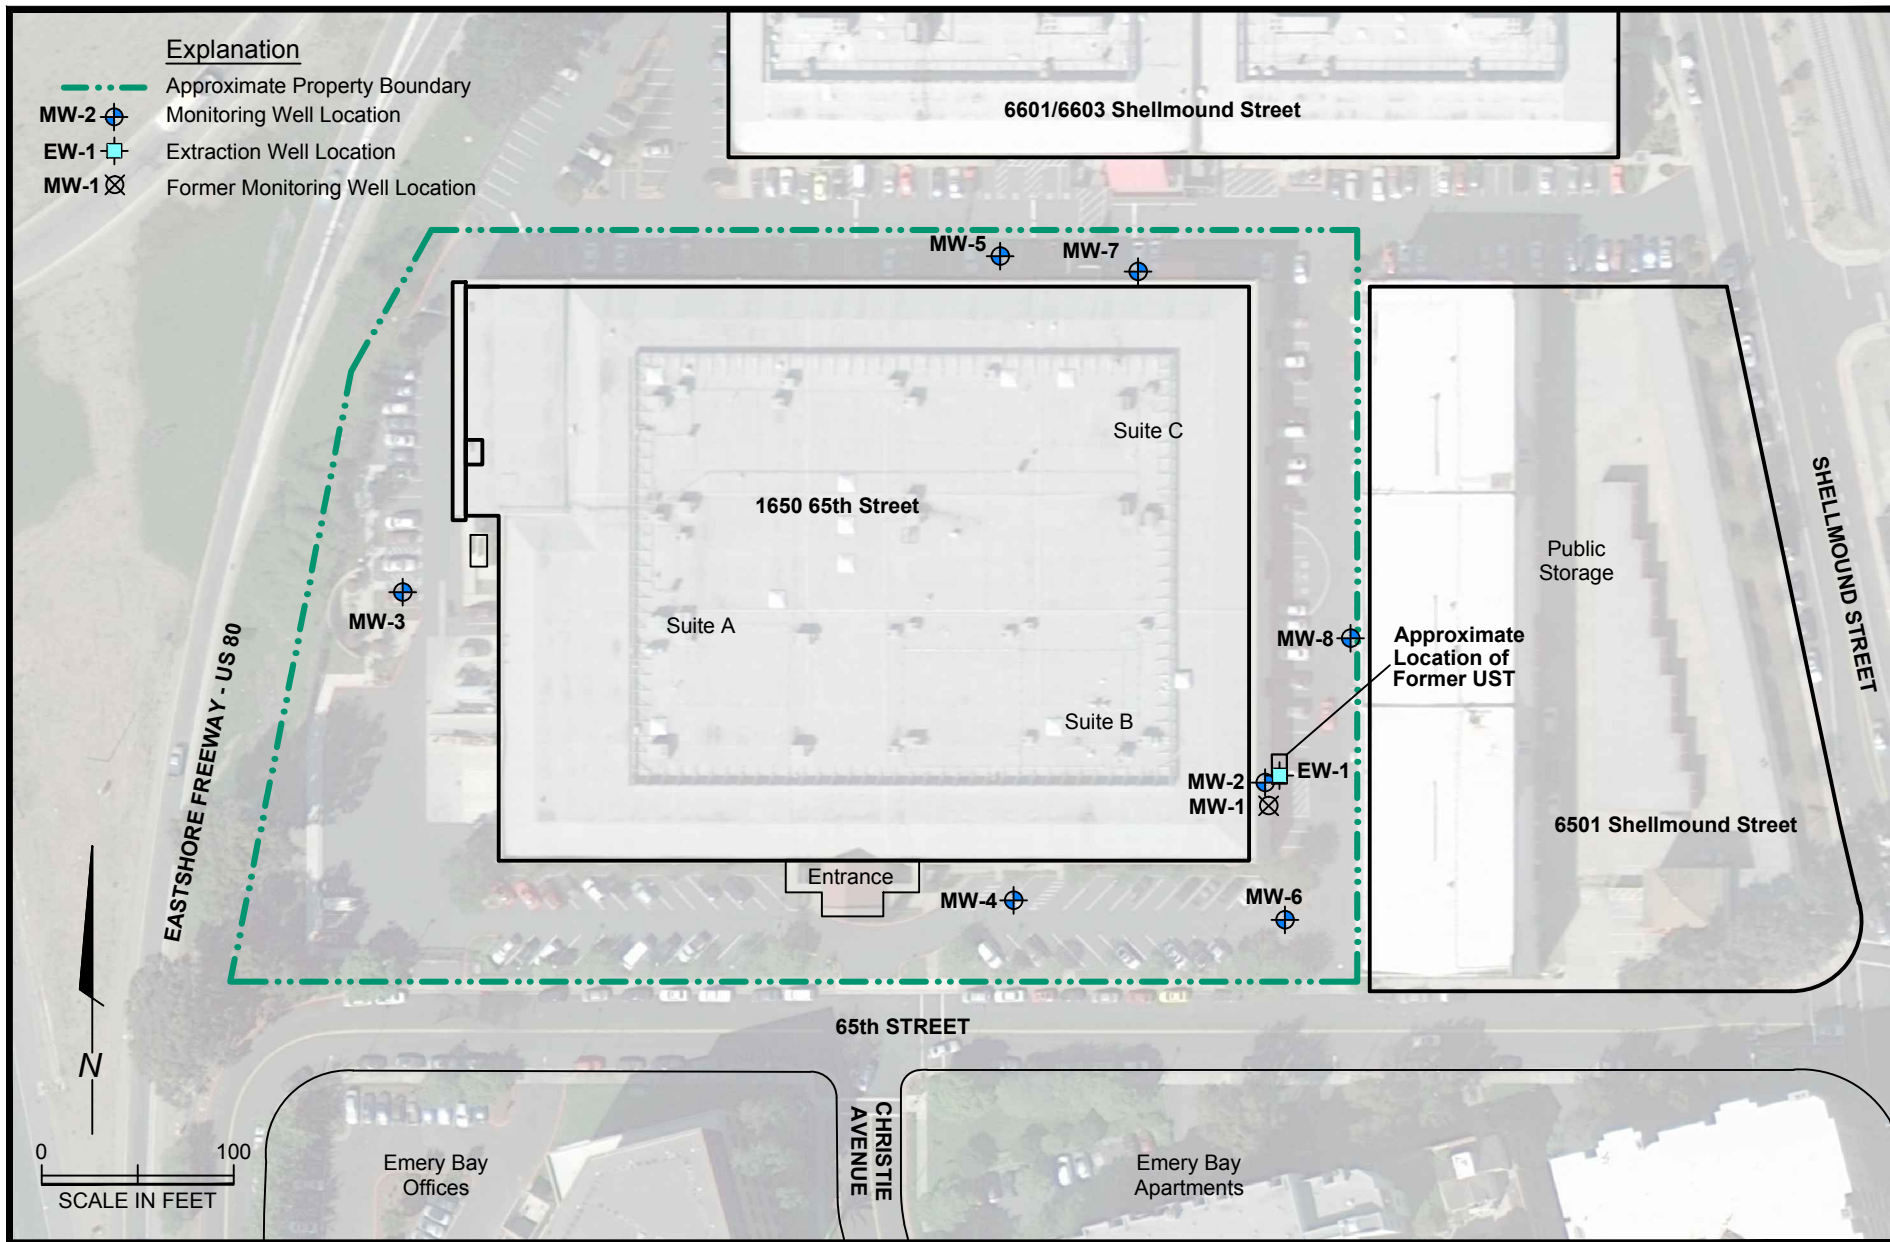 Explanation
Approximate Property Boundary
MW-2 Monitoring Well Location
EW-1 Extraction Well Location
MW-1 Former Monitoring Well Location
6601/6603 Shellmound Street
MW-5
MW-7
Suite C
1650 65th Street
SHELLMOUND STREET
Public
Storage
MW-3
Suite A
MW-8
Approximate
Location of
Former UST
EASTSHORE FREEWAY - US 80
Suite B
MW-2
EW-1
MW-1
6501 Shellmound Street
Entrance
MW-4
MW-6
65th STREET
N
CHRISTIE
AVENUE
0 100
SCALE IN FEET
Emery Bay
Offices
Emery Bay
Apartments